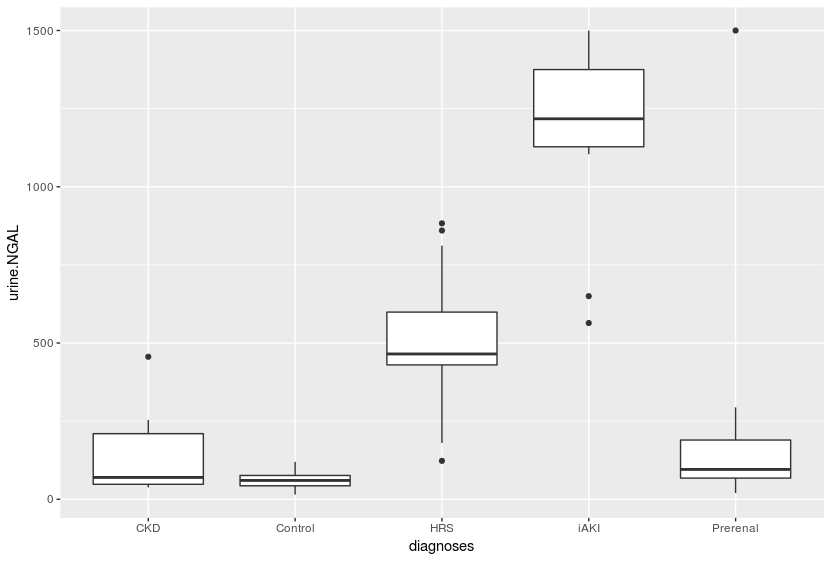 1500
1000
500
0
urine.NGAL
CKD Control HRS iAKI Prerenal
diagnoses